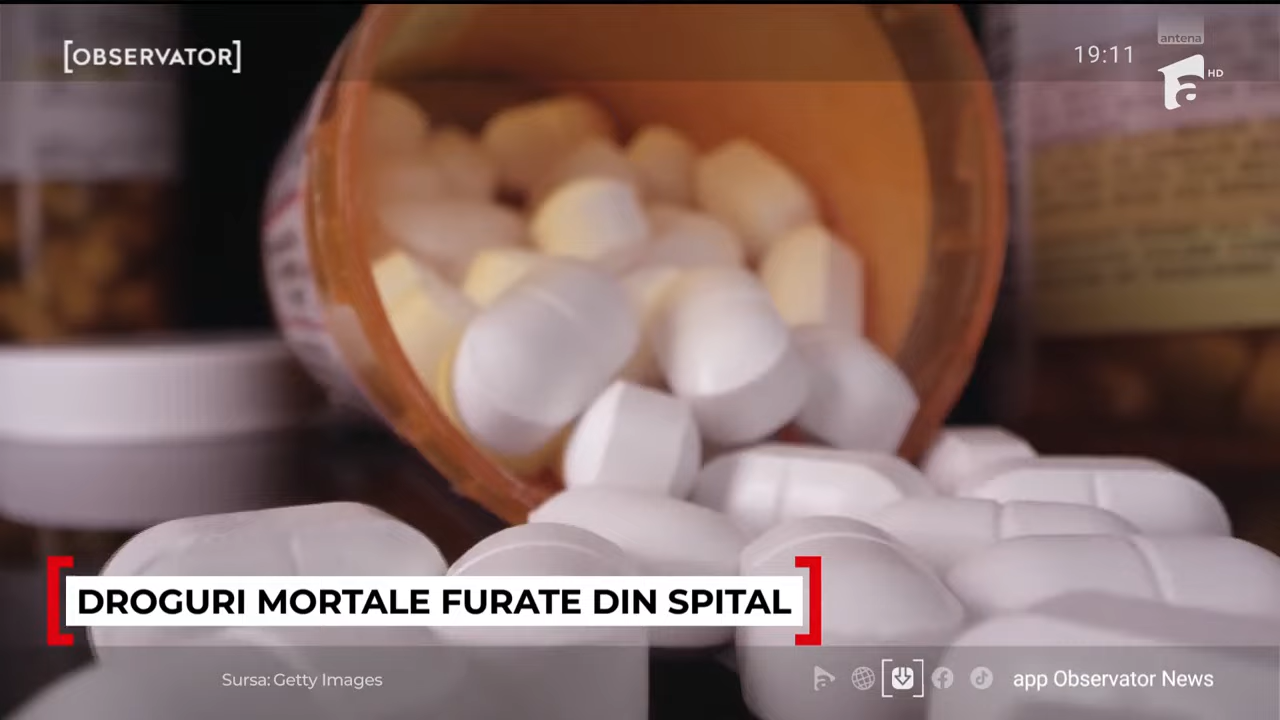 [OBSERVATOR]
19:11
antena
HD
DROGURI MORTALE FURATE DIN SPITAL
Sursa: Getty Images
app Observator News